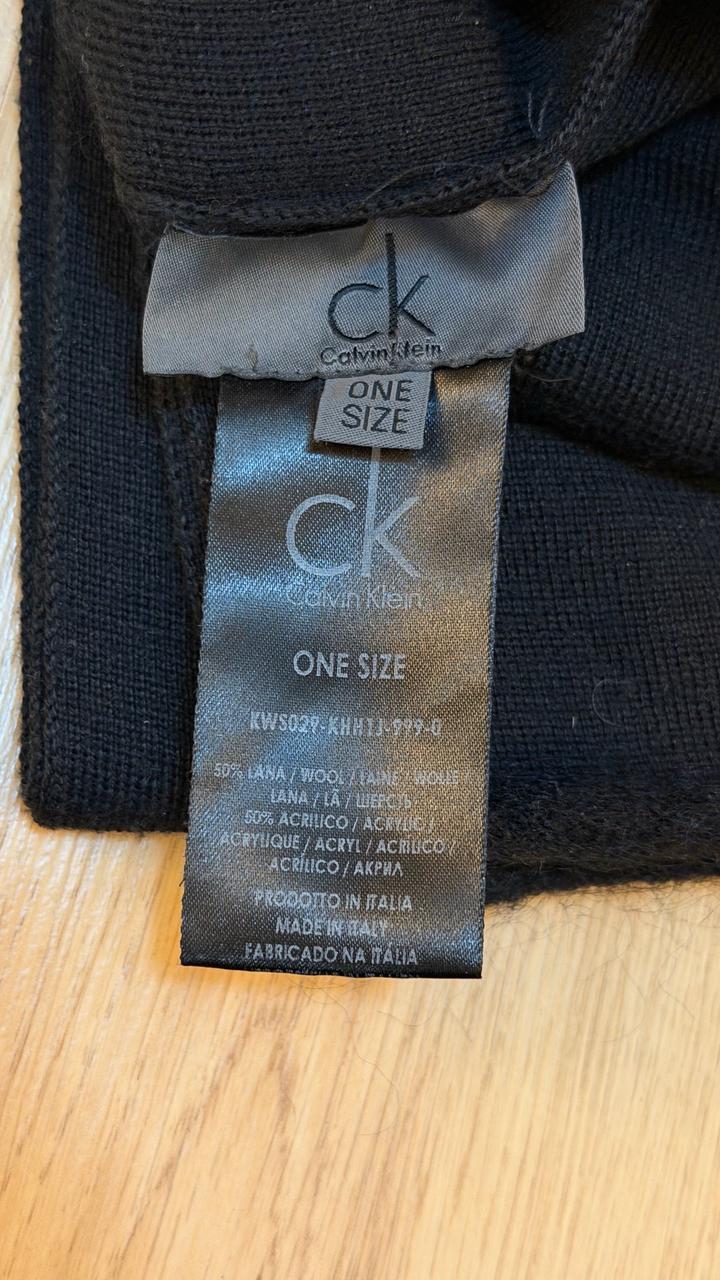 ck
Calvin Klein
ONE
SIZE
ck
Calvin Klein
ONE SIZE
KWS029-KHH1J-999-0
50% LANA / WOOL / LAINE / WOLLE /
LANA / LÃ / ШЕРСТЬ
50% ACRILICO / ACRYLIC /
ACRYLIQUE / ACRYL / ACRILICO /
ACRÍLICO / АКРИЛ
PRODOTTO IN ITALIA
MADE IN ITALY
FABRICADO NA ITALIA